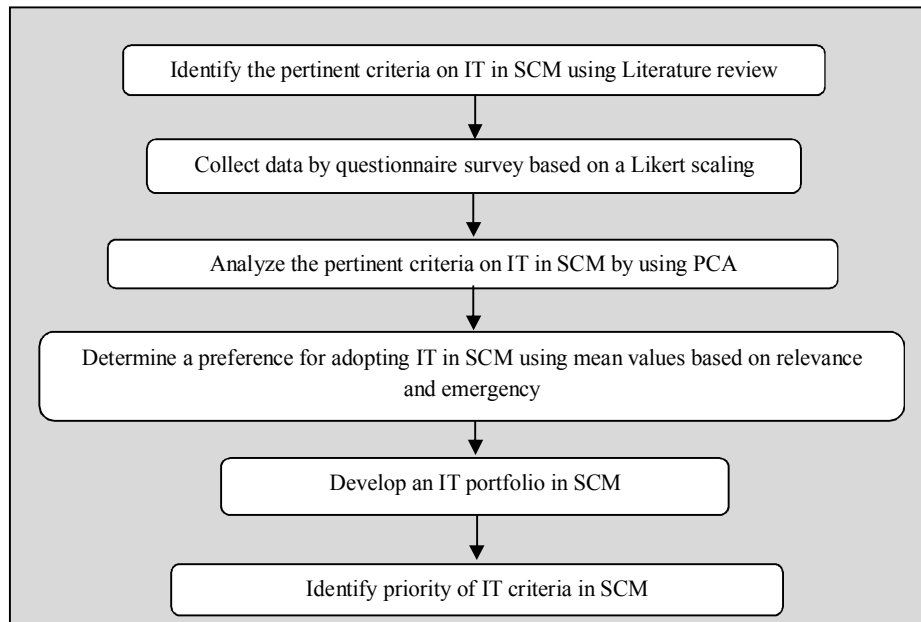 Identify the pertinent criteria on IT in SCM using Literature review
Collect data by questionnaire survey based on a Likert scaling
Analyze the pertinent criteria on IT in SCM by using PCA
Determine a preference for adopting IT in SCM using mean values based on relevance
and emergency
Develop an IT portfolio in SCM
Identify priority of IT criteria in SCM